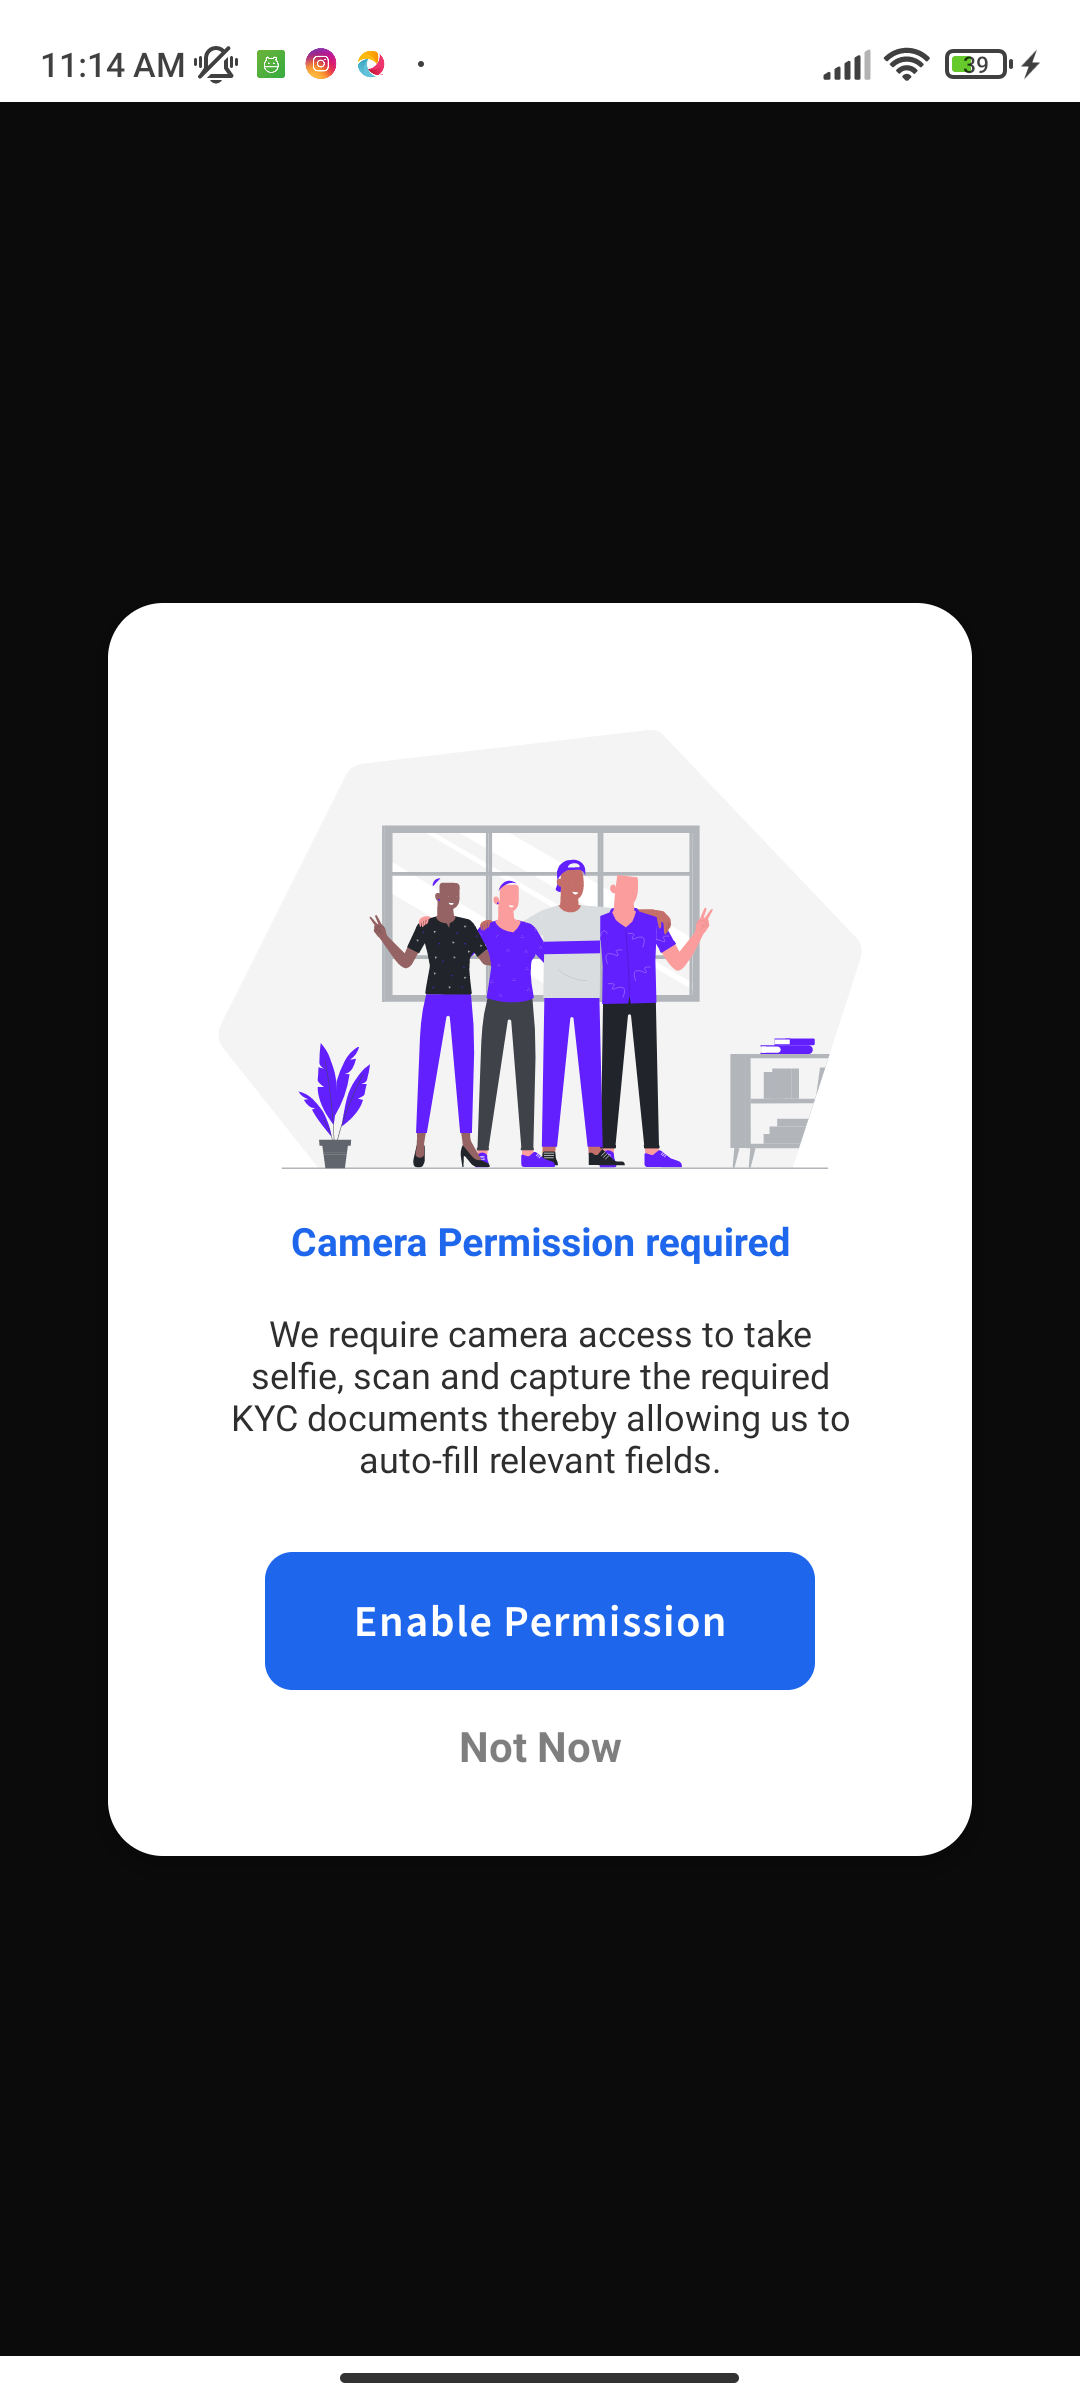 11:14 AM
39
Camera Permission required
We require camera access to take
selfie, scan and capture the required
KYC documents thereby allowing us to
auto-fill relevant fields.
Enable Permission
Not Now